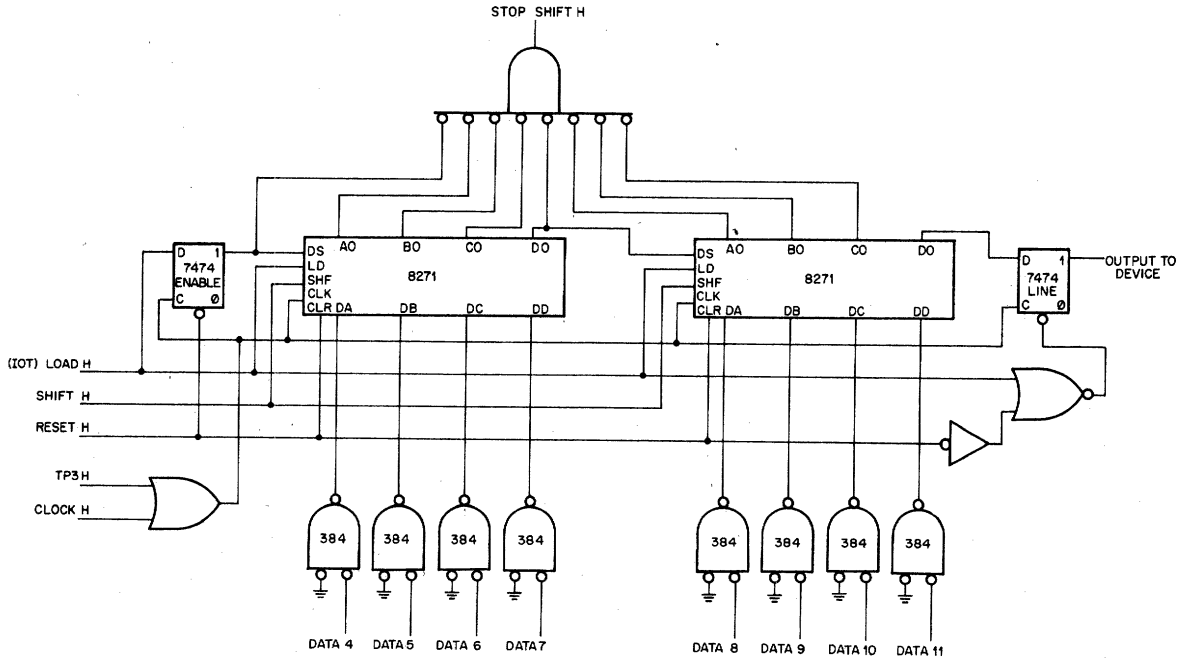 STOP SHIFT H
AO BO CO DO
D 1
7474
ENABLE
C Ø
DS
LD
SHF
CLK
CLR DA DB DC DD
8271
AO BO CO DO
DS
LD
SHF
CLK
CLR DA DB DC DD
8271
D 1
7474
LINE
C Ø
OUTPUT TO
DEVICE
(IOT) LOAD H
SHIFT H
RESET H
TP3 H
CLOCK H
384 384 384 384 384 384 384 384
DATA 4 DATA 5 DATA 6 DATA 7 DATA 8 DATA 9 DATA 10 DATA 11